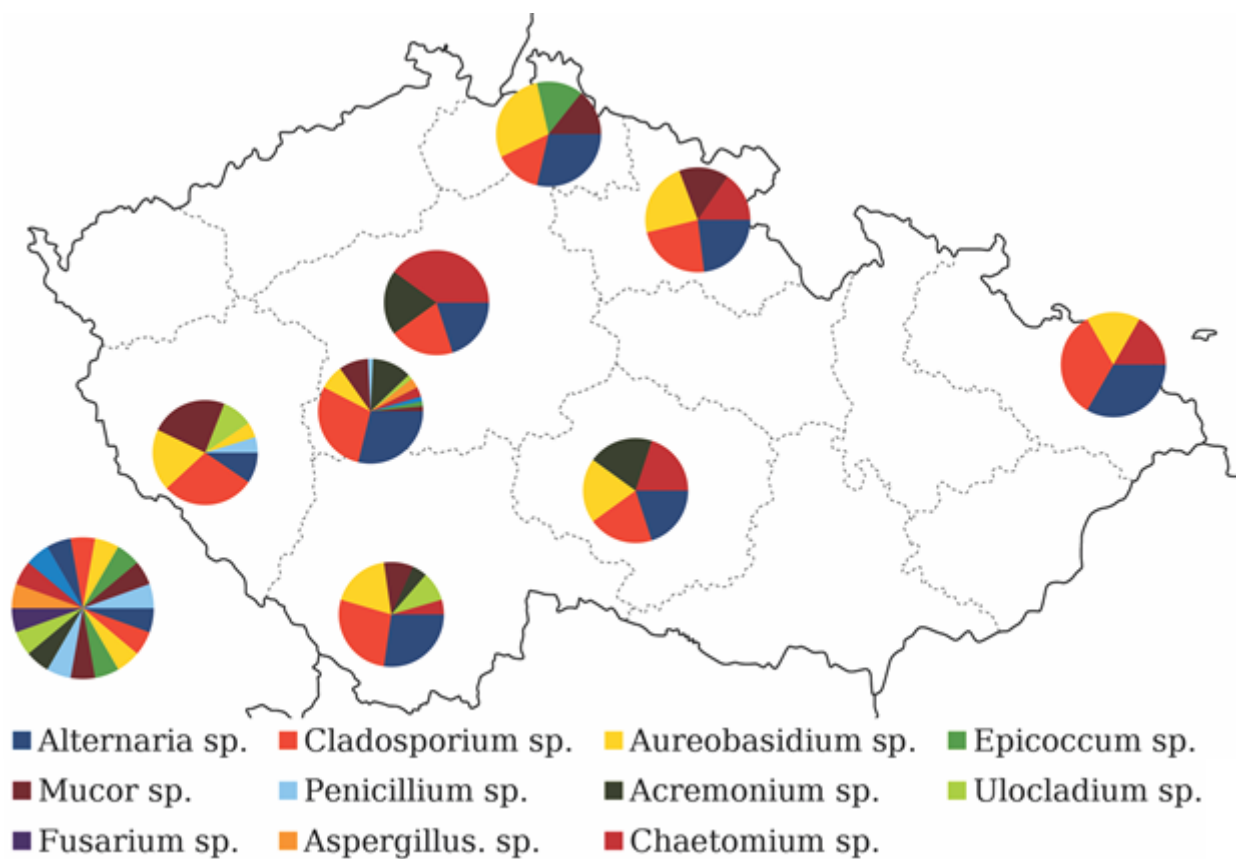 Alternaria sp. Cladosporium sp. Aureobasidium sp. Epicoccum sp.
Mucor sp. Penicillium sp. Acremonium sp. Ulocladium sp.
Fusarium sp. Aspergillus. sp. Chaetomium sp.